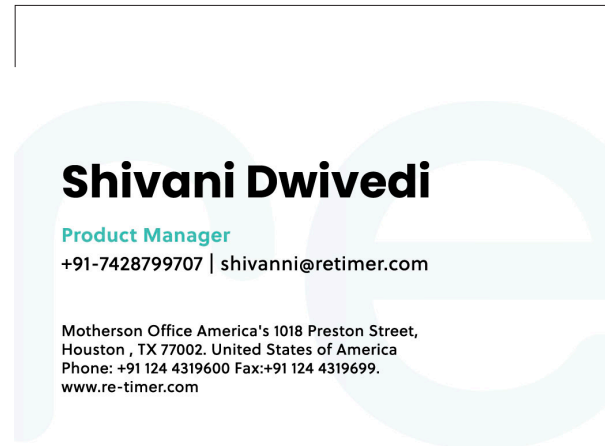 Shivani Dwivedi
Product Manager
+91-7428799707 | shivanni@retimer.com
Motherson Office America's 1018 Preston Street,
Houston , TX 77002. United States of America
Phone: +91 124 4319600 Fax:+91 124 4319699.
www.re-timer.com
re